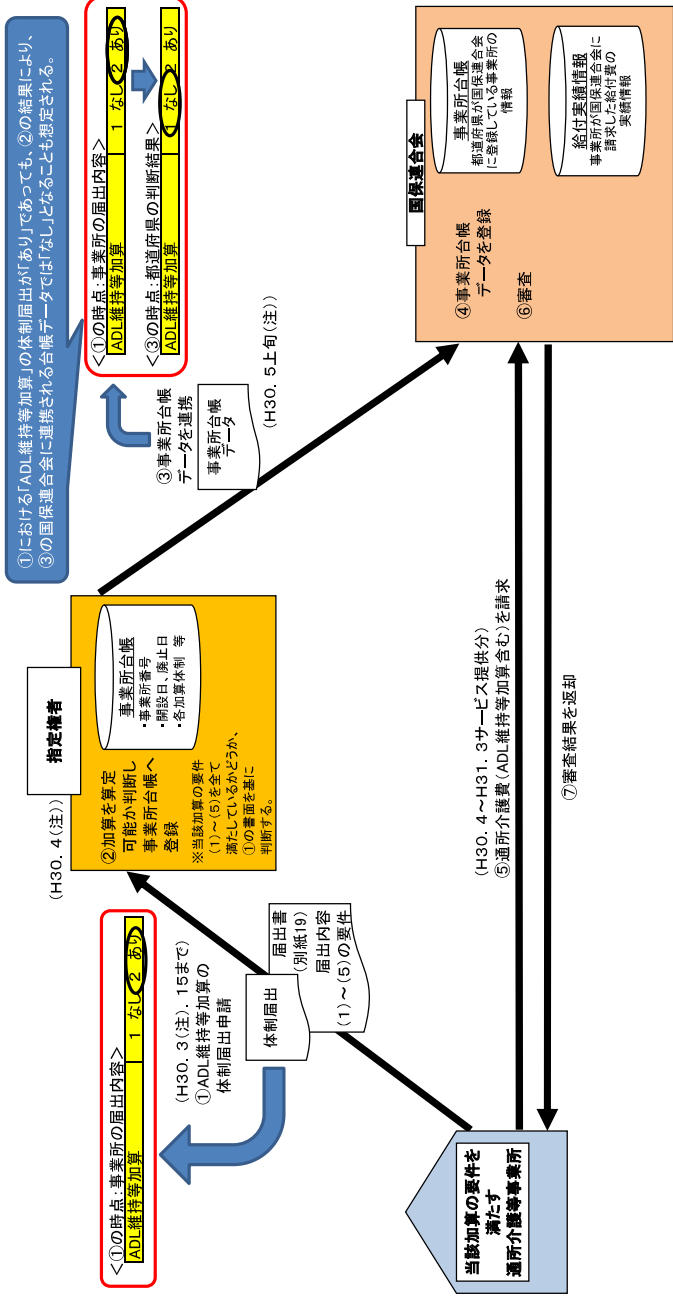 ①における「ADL維持等加算」の体制届出が「あり」であっても、②の結果により、
③の国保連合会に連携される台帳データでは「なし」となることも想定される。
<①の時点:事業所の届出内容>
ADL維持等加算 1 なし 2 あり
(H30.3(注).15まで)
①ADL維持等加算の
体制届出申請
体制届出
届出書
(別紙19)
届出内容
(1)~(5)の要件
当該加算の要件を
満たす
通所介護等事業所
(H30.4(注))
指定権者
②加算を算定
可能か判断し
事業所台帳へ
登録
※当該加算の要件
(1)~(5)を全て
満たしているかどうか、
①の書面を基に
判断する。
事業所台帳
・事業所番号
・開設日、廃止日
・各加算体制 等
<①の時点:事業所の届出内容>
ADL維持等加算 1 なし 2 あり
<③の時点:都道府県の判断結果>
ADL維持等加算 1 なし 2 あり
③事業所台帳
データを連携
事業所台帳
データ
(H30.5上旬(注))
国保連合会
④事業所台帳
データを登録
⑥審査
事業所台帳
都道府県が国保連合会
に登録している事業所の
情報
給付実績情報
事業所が国保連合会に
請求した給付費の
実績情報
(H30.4~H31.3サービス提供分)
⑤通所介護費(ADL維持等加算含む)を請求
⑦審査結果を返却